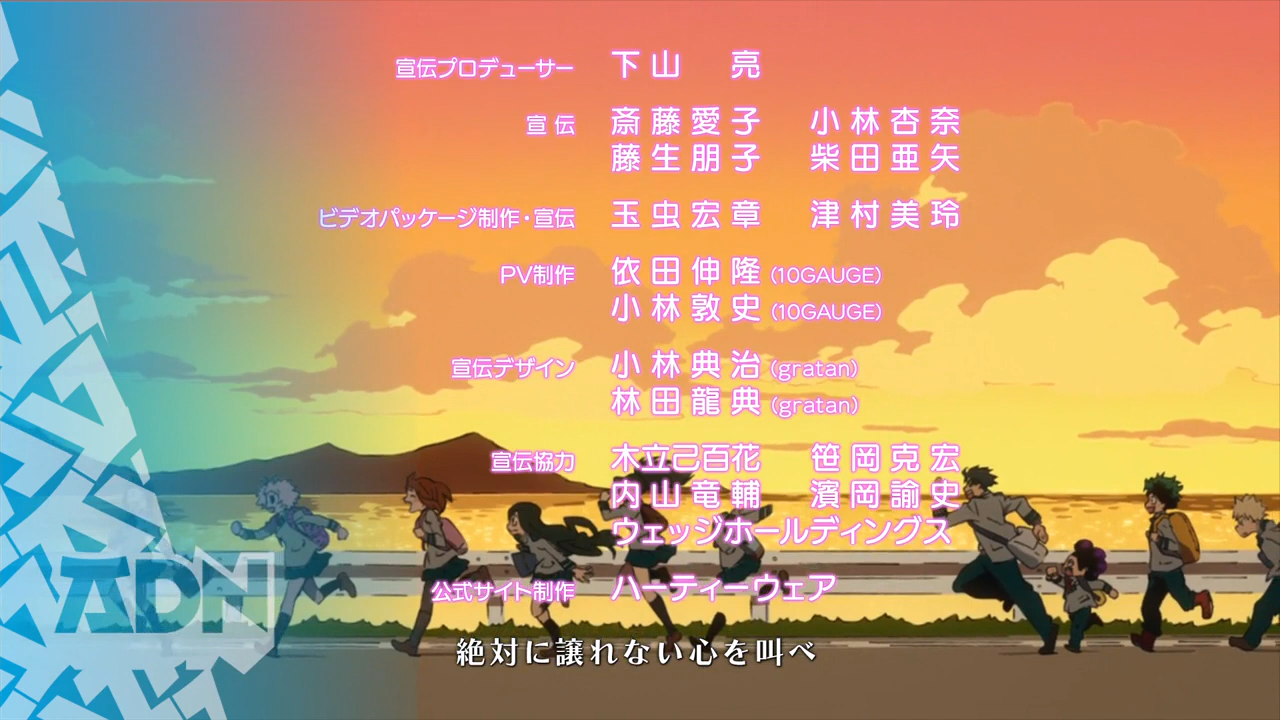 宣伝プロデューサー 下山 亮
宣伝 斎藤愛子 小林杏奈
藤生朋子 柴田亜矢
ビデオパッケージ制作・宣伝 玉虫宏章 津村美玲
PV制作 依田伸隆 (10GAUGE)
小林敦史 (10GAUGE)
宣伝デザイン 小林典治 (gratan)
林田龍典 (gratan)
宣伝協力 木立己百花 笹岡克宏
内山竜輔 濱岡諭史
ウェッジホールディングス
公式サイト制作 ハーティーウェア
ADN
絶対に譲れない心を叫べ